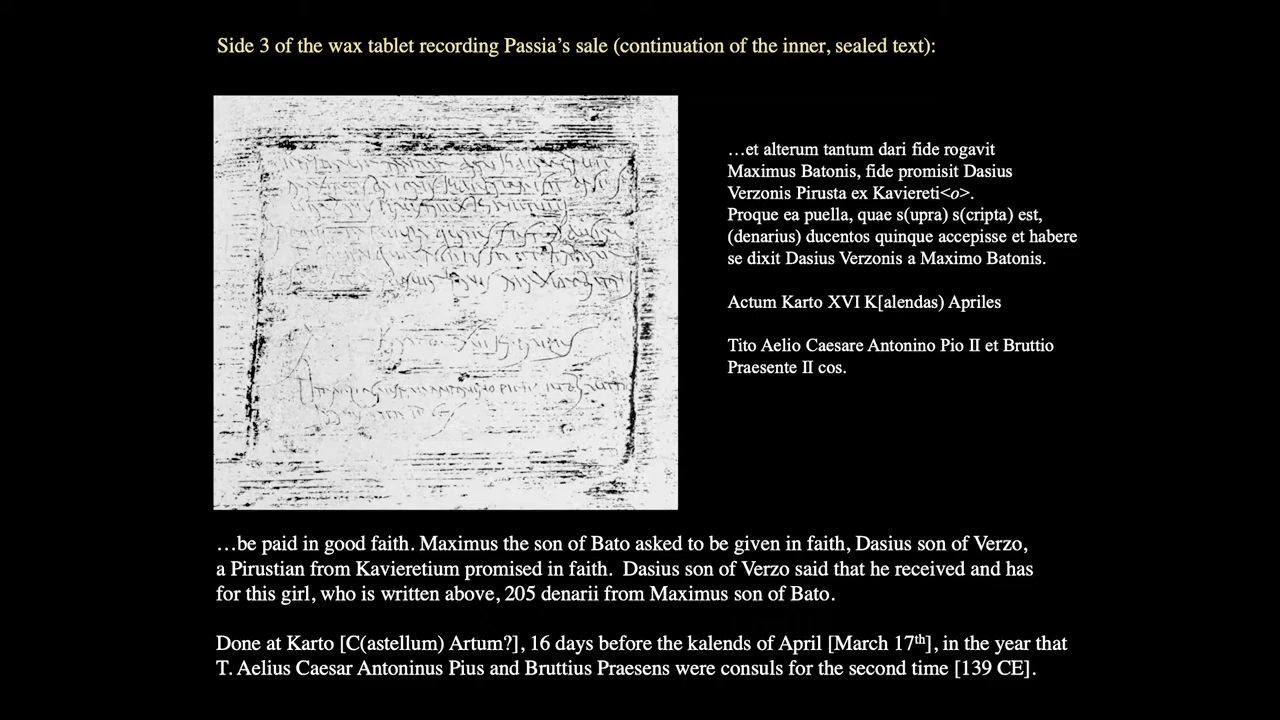 Side 3 of the wax tablet recording Passia’s sale (continuation of the inner, sealed text):
…et alterum tantum dari fide rogavit
Maximus Batonis, fide promisit Dasius
Verzonis Pirusta ex Kaviereti<o>.
Proque ea puella, quae s(upra) s(cripta) est,
(denarius) ducentos quinque accepisse et habere
se dixit Dasius Verzonis a Maximo Batonis.
Actum Karto XVI K[alendas) Apriles
Tito Aelio Caesare Antonino Pio II et Bruttio
Praesente II cos.
…be paid in good faith. Maximus the son of Bato asked to be given in faith, Dasius son of Verzo,
a Pirustian from Kavieretium promised in faith.  Dasius son of Verzo said that he received and has
for this girl, who is written above, 205 denarii from Maximus son of Bato.
Done at Karto [C(astellum) Artum?], 16 days before the kalends of April [March 17th], in the year that
T. Aelius Caesar Antoninus Pius and Bruttius Praesens were consuls for the second time [139 CE].